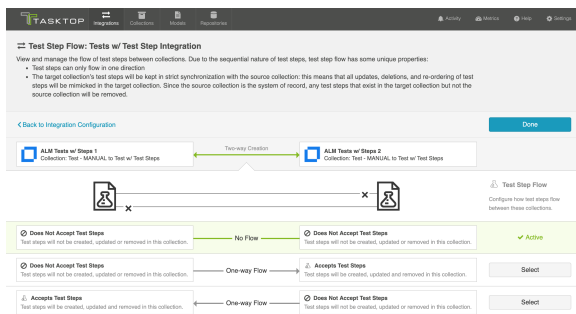 TASKTOP
Integrations
Collections
Models
Repositories
Activity
Metrics
Help
Settings
Test Step Flow: Tests w/ Test Step Integration
View and manage the flow of test steps between collections. Due to the sequential nature of test steps, test step flow has some unique properties:
• Test steps can only flow in one direction
• The target collection's test steps will be kept in strict synchronization with the source collection: this means that all updates, deletions, and re-ordering of test
steps will be mimicked in the target collection. Since the source collection is the system of record, any test steps that exist in the target collection but not the
source collection will be removed.
Back to Integration Configuration
Done
ALM Tests w/ Steps 1
Collection: Test - MANUAL to Test w/ Test Steps
Two-way Creation
ALM Tests w/ Steps 2
Collection: Test - MANUAL to Test w/ Test Steps
Test Step Flow
Configure how test steps flow
between these collections.
Does Not Accept Test Steps
Test steps will not be created, updated or removed in this collection.
No Flow
Does Not Accept Test Steps
Test steps will not be created, updated or removed in this collection.
Active
Does Not Accept Test Steps
Test steps will not be created, updated or removed in this collection.
One-way Flow
Accepts Test Steps
Test steps will be created, updated and removed in this collection.
Select
Accepts Test Steps
Test steps will be created, updated and removed in this collection.
One-way Flow
Does Not Accept Test Steps
Test steps will not be created, updated or removed in this collection.
Select